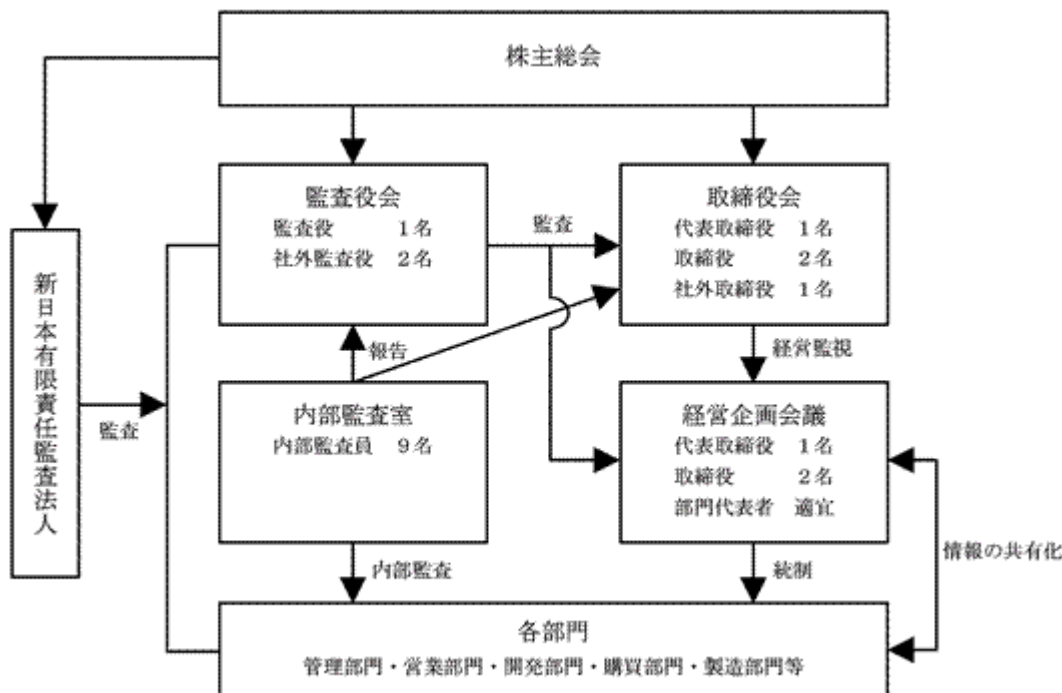 株主総会
監査役会
監査役 1名
社外監査役 2名
監査
取締役会
代表取締役 1名
取締役 2名
社外取締役 1名
新日本有限責任監査法人
監査
報告
経営監視
内部監査室
内部監査員 9名
経営企画会議
代表取締役 1名
取締役 2名
部門代表者 適宜
情報の共有化
内部監査
統制
各部門
管理部門・営業部門・開発部門・購買部門・製造部門等